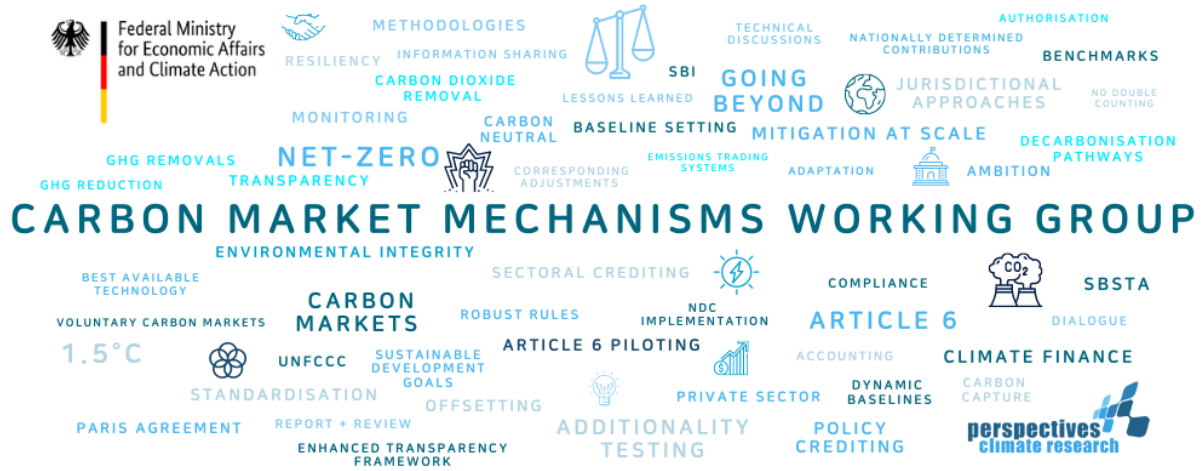 Federal Ministry
for Economic Affairs
and Climate Action
METHODOLOGIES
RESILIENCY
INFORMATION SHARING
CARBON DIOXIDE
REMOVAL
MONITORING
SBI
LESSONS LEARNED
CARBON
NEUTRAL
BASELINE SETTING
TECHNICAL
DISCUSSIONS
GOING
BEYOND
AUTHORISATION
NATIONALLY DETERMINED
CONTRIBUTIONS
BENCHMARKS
JURISDICTIONAL
APPROACHES
NO DOUBLE
COUNTING
MITIGATION AT SCALE
DECARBONISATION
PATHWAYS
GHG REMOVALS
NET-ZERO
GHG REDUCTION
TRANSPARENCY
CORRESPONDING
ADJUSTMENTS
EMISSIONS TRADING
SYSTEMS
ADAPTATION
AMBITION
CARBON MARKET MECHANISMS WORKING GROUP
ENVIRONMENTAL INTEGRITY
BEST AVAILABLE
TECHNOLOGY
SECTORAL CREDITING
COMPLIANCE
CO2
SBSTA
CARBON
MARKETS
VOLUNTARY CARBON MARKETS
ROBUST RULES
NDC
IMPLEMENTATION
ARTICLE 6
DIALOGUE
1.5°C
UNFCCC
SUSTAINABLE
DEVELOPMENT
GOALS
ARTICLE 6 PILOTING
$
ACCOUNTING
CLIMATE FINANCE
STANDARDISATION
OFFSETTING
PRIVATE SECTOR
DYNAMIC
BASELINES
CARBON
CAPTURE
PARIS AGREEMENT
REPORT + REVIEW
ENHANCED TRANSPARENCY
FRAMEWORK
ADDITIONALITY
TESTING
POLICY
CREDITING
perspectives
climate research